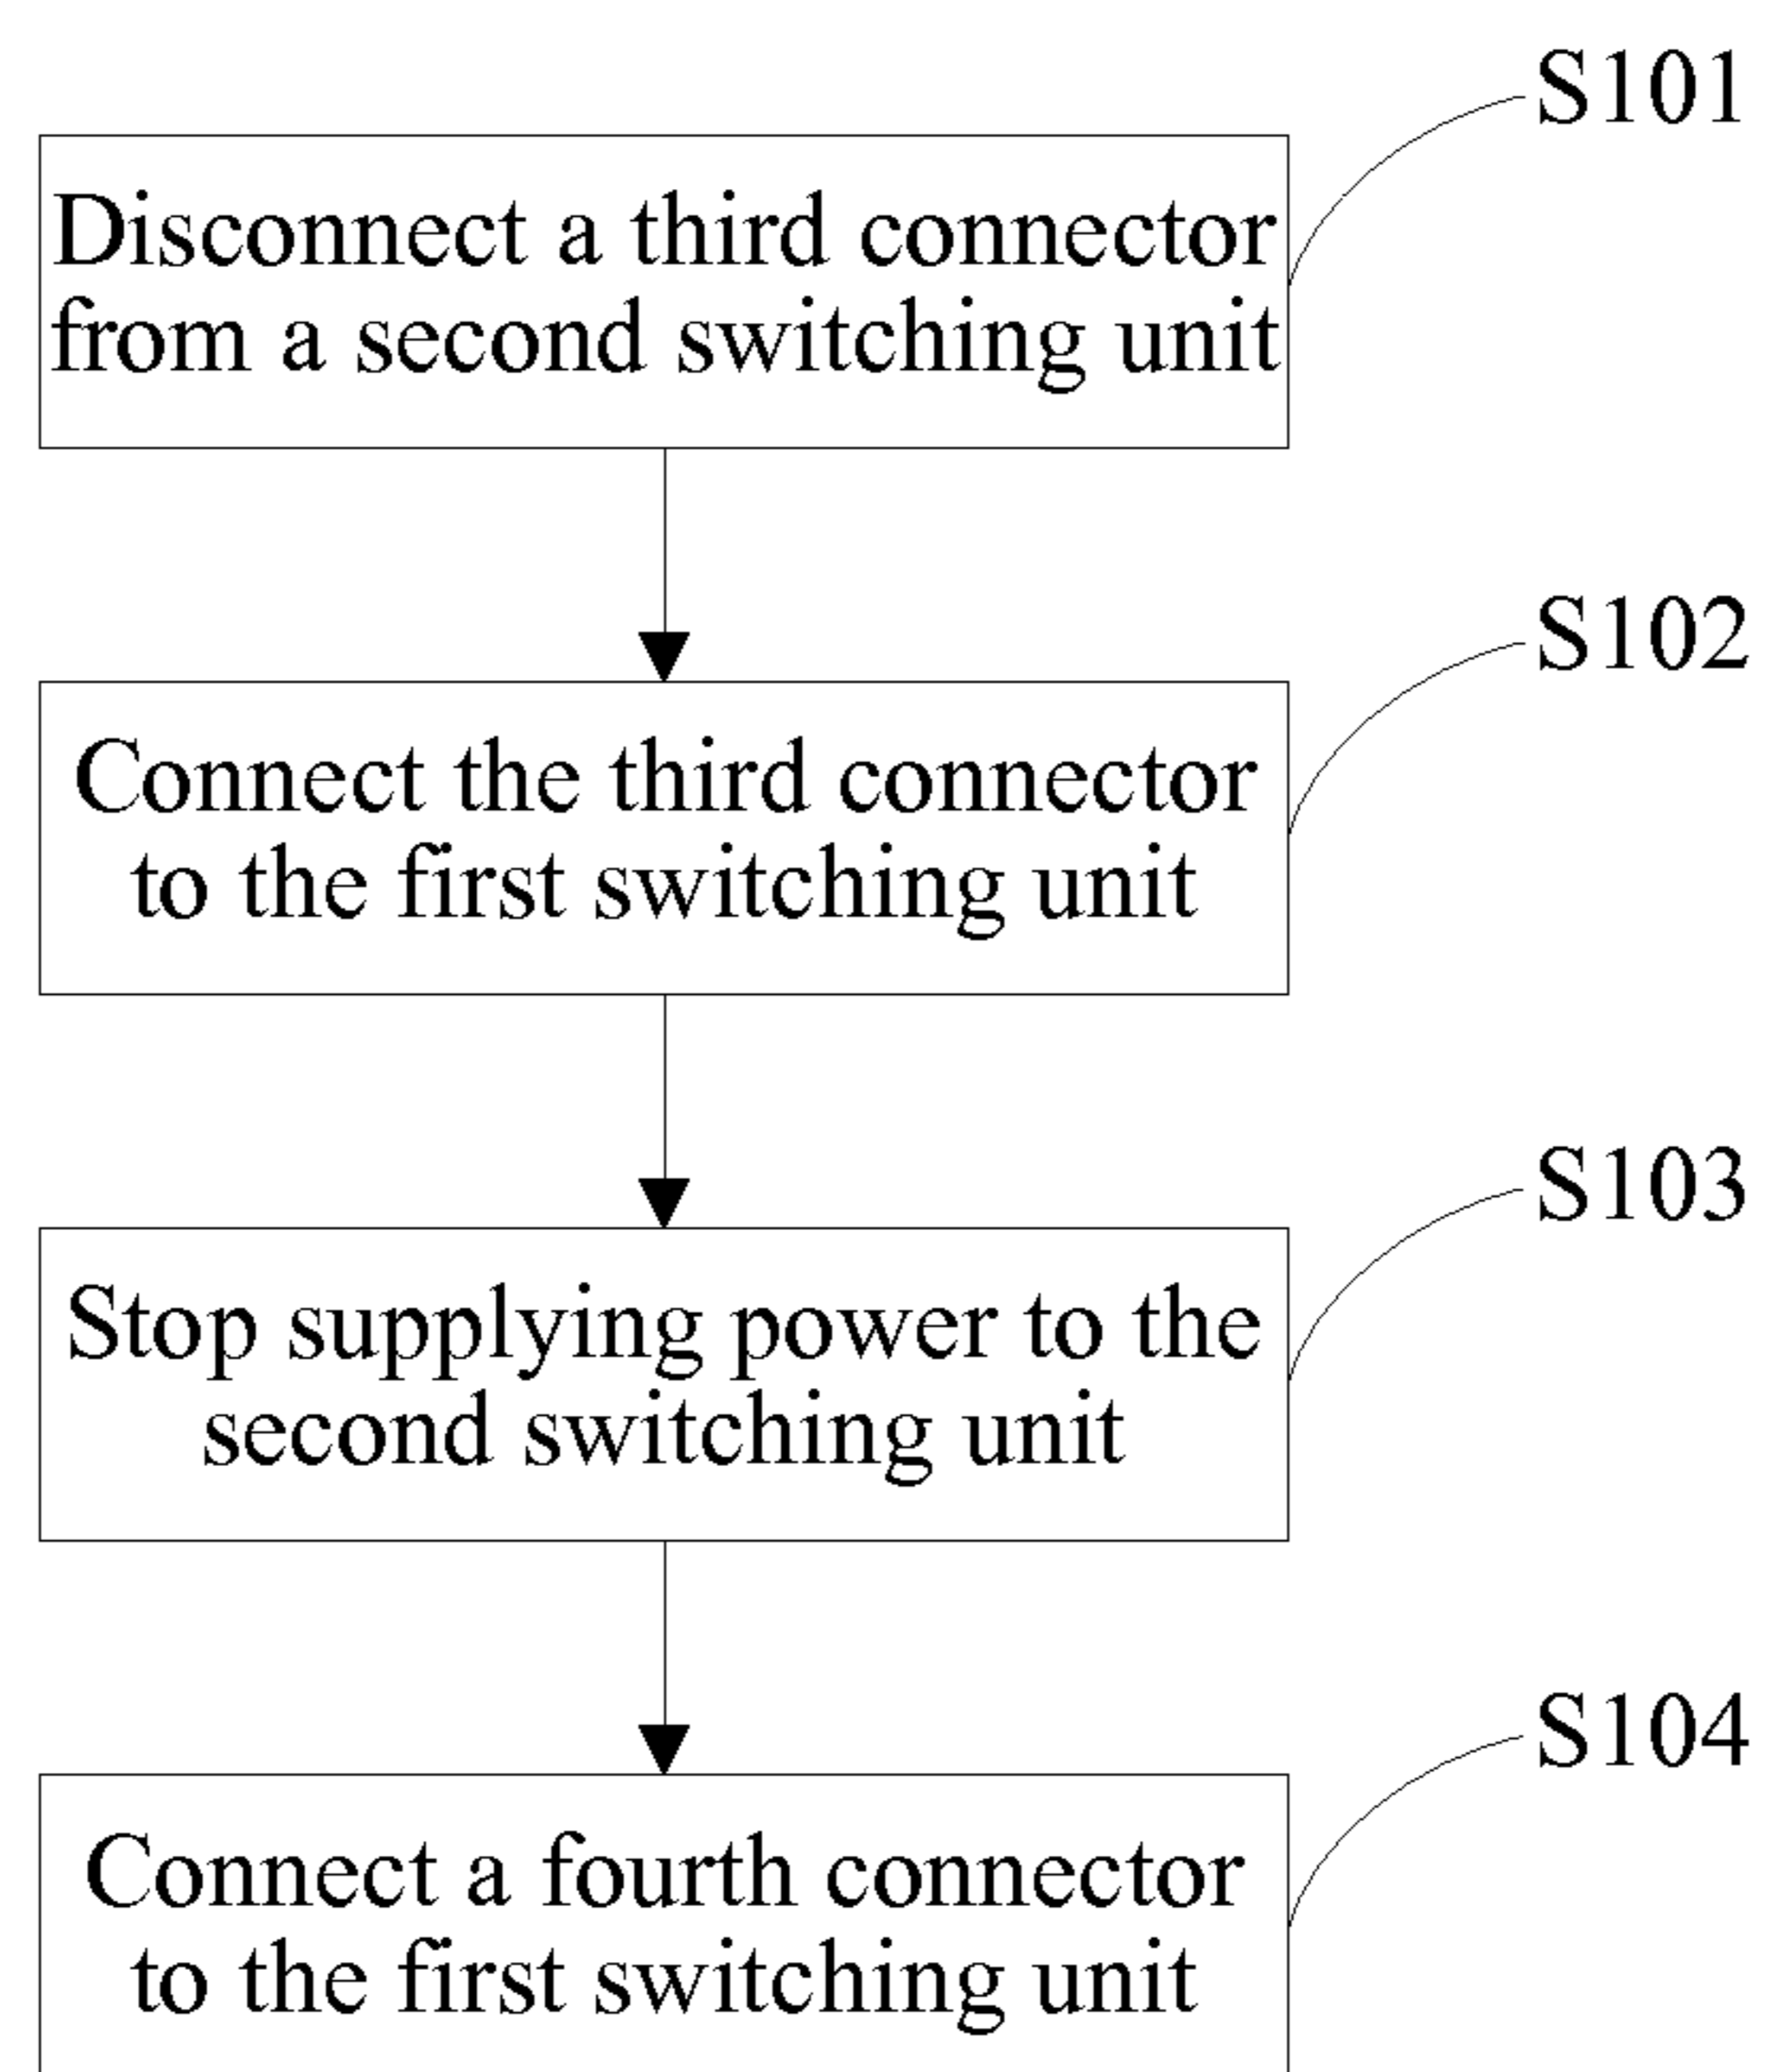 S101
Disconnect a third connector
from a second switching unit
S102
Connect the third connector
to the first switching unit
S103
Stop supplying power to the
second switching unit
S104
Connect a fourth connector
to the first switching unit